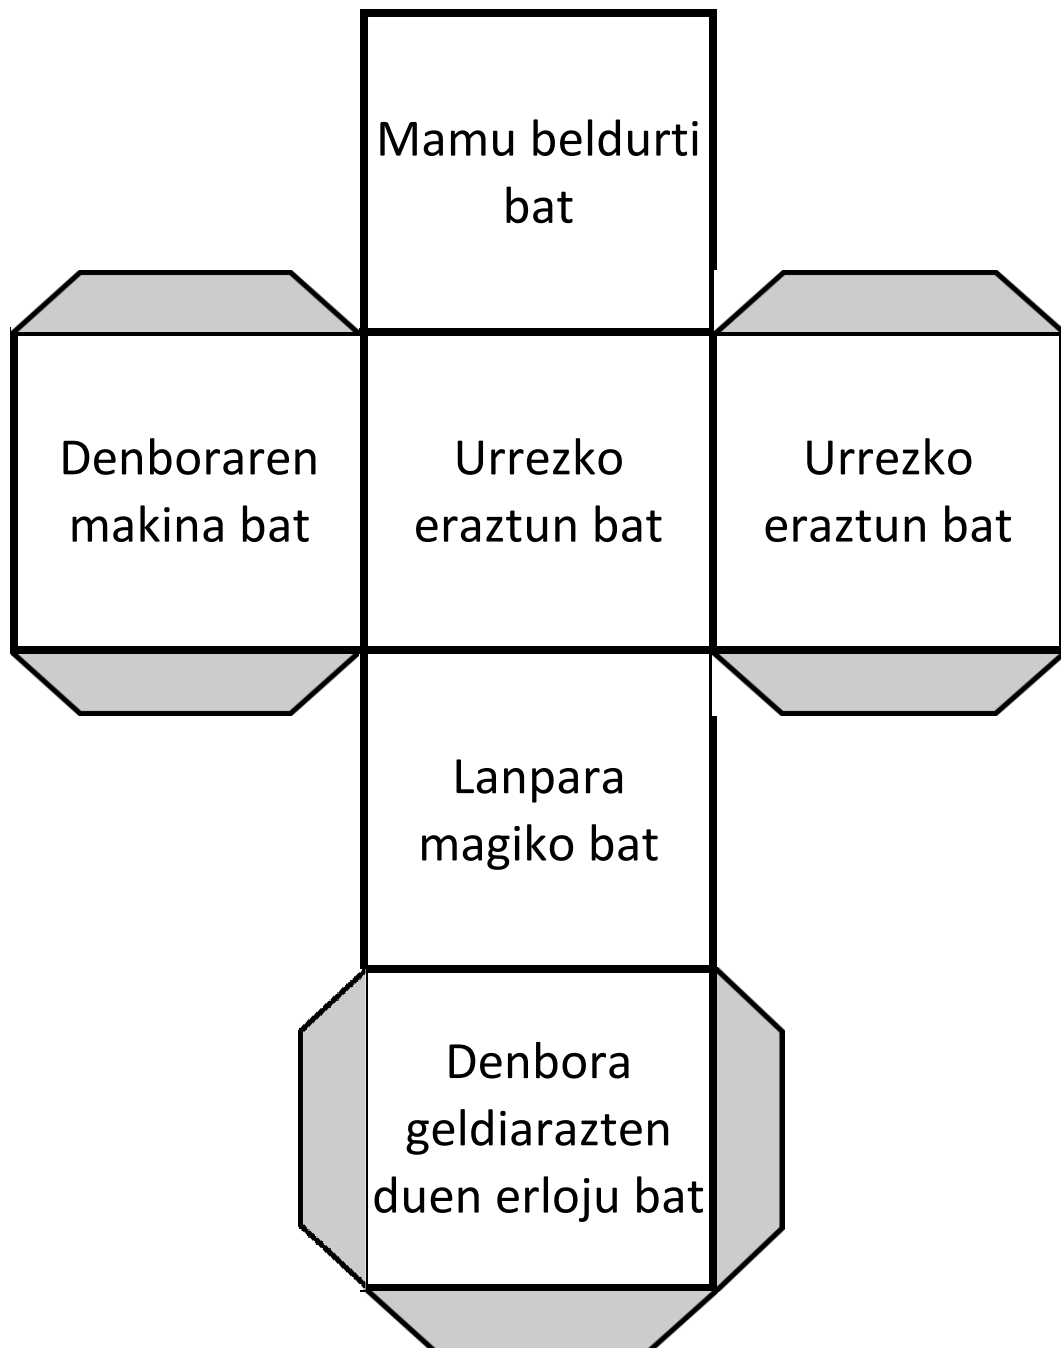 Mamu beldurti
bat
Denboraren
makina bat
Urrezko
eraztun bat
Urrezko
eraztun bat
Lanpara
magiko bat
Denbora
geldiarazten
duen erloju bat